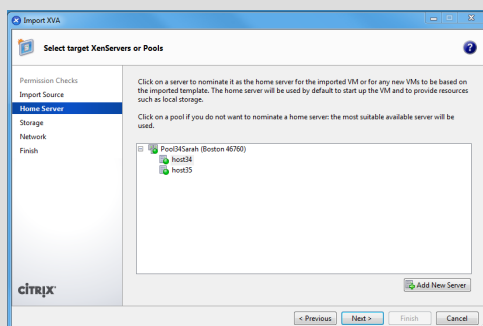 Import XVA
Select target XenServers or Pools
Permission Checks
Import Source
Home Server
Storage
Network
Finish
Click on a server to nominate it as the home server for the imported VM or for any new VMs to be based on
the imported template. The home server will be used by default to start up the VM and to provide resources
such as local storage.
Click on a pool if you do not want to nominate a home server: the most suitable available server will be
used.
Pool34Sarah (Boston 46760)
host34
host35
CİTRIX
Add New Server
< Previous
Next >
Finish
Cancel